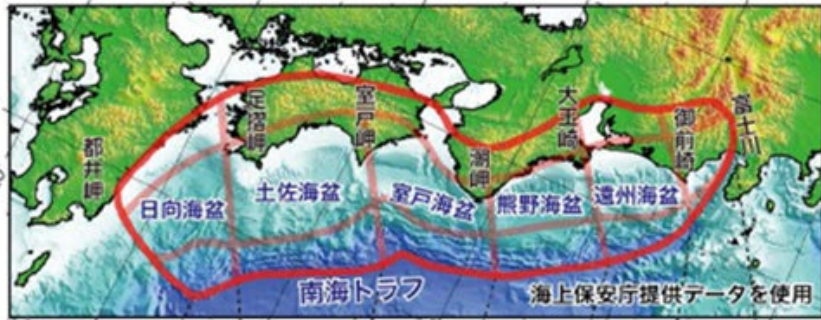 都井岬
足摺岬
室戸岬
潮岬
大王崎
御前崎
富士川
日向海盆
土佐海盆
室戸海盆
熊野海盆
遠州海盆
南海トラフ
海上保安庁提供データを使用